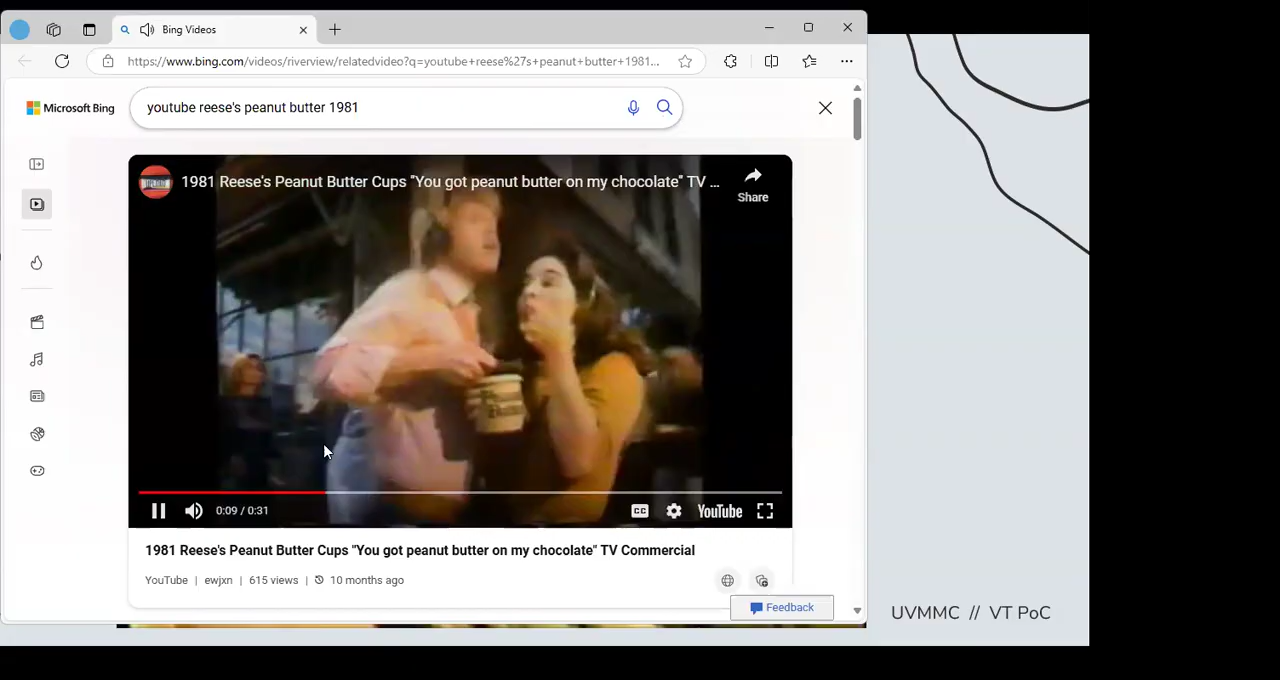 Bing Videos
https://www.bing.com/videos/riverview/relatedvideo?q=youtube+reese%27s+peanut+butter+1981...
Microsoft Bing
youtube reese's peanut butter 1981
1981 Reese's Peanut Butter Cups "You got peanut butter on my chocolate" TV ...
Share
0:09 / 0:31
CC
YouTube
1981 Reese's Peanut Butter Cups "You got peanut butter on my chocolate" TV Commercial
YouTube | ewjxn | 615 views | 10 months ago
Feedback
UVMMC // VT PoC